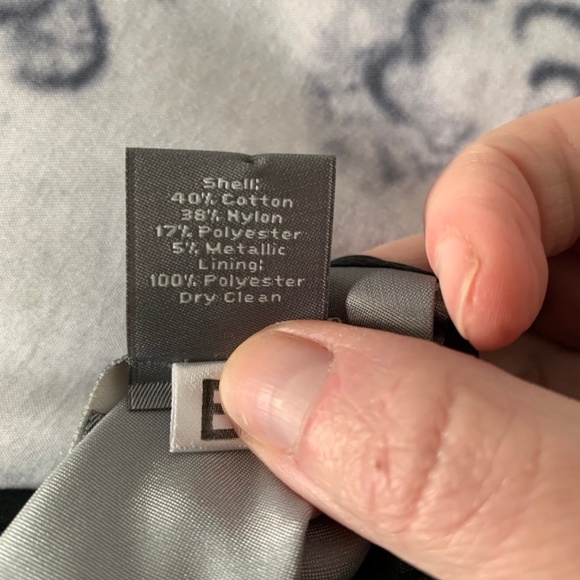 Shell:
40% Cotton
38% Nylon
17% Polyester
5% Metallic
Lining:
100% Polyester
Dry Clean
E